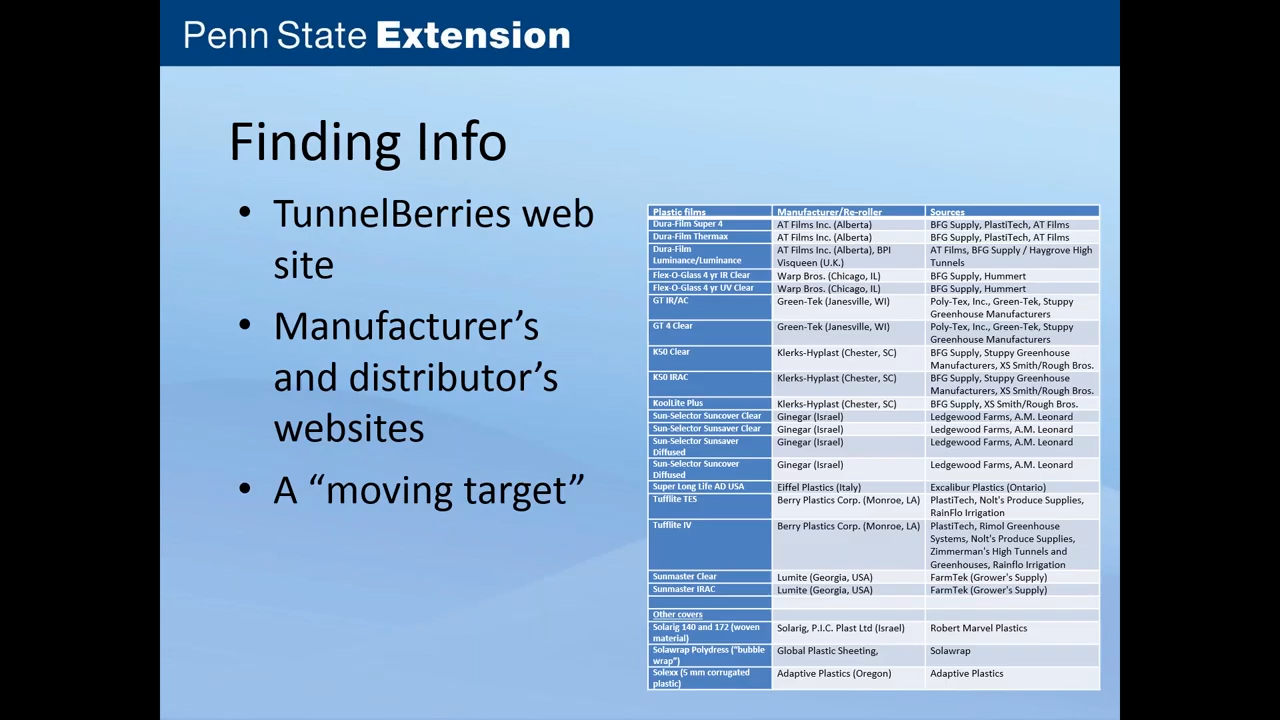 Penn State Extension
Finding Info
• TunnelBerries web
site
• Manufacturer’s
and distributor’s
websites
• A “moving target”
Plastic films Manufacturer/Re-roller Sources
Dura-Film Super 4 AT Films Inc. (Alberta) BFG Supply, PlastiTech, AT Films
Dura-Film Thermax AT Films Inc. (Alberta) BFG Supply, PlastiTech, AT Films
Dura-Film AT Films Inc. (Alberta), BPI AT Films, BFG Supply / Haygrove High
Luminance/Luminance Visqueen (U.K.) Tunnels
Flex-O-Glass 4 yr IR Clear Warp Bros. (Chicago, IL) BFG Supply, Hummert
Flex-O-Glass 4 yr UV Clear Warp Bros. (Chicago, IL) BFG Supply, Hummert
GT IR/AC Green-Tek (Janesville, WI) Poly-Tex, Inc., Green-Tek, Stuppy
Greenhouse Manufacturers
GT 4 Clear Green-Tek (Janesville, WI) Poly-Tex, Inc., Green-Tek, Stuppy
Greenhouse Manufacturers
K50 Clear Klerks-Hyplast (Chester, SC) BFG Supply, Stuppy Greenhouse
Manufacturers, XS Smith/Rough Bros.
K50 IRAC Klerks-Hyplast (Chester, SC) BFG Supply, Stuppy Greenhouse
Manufacturers, XS Smith/Rough Bros.
KoolLite Plus Klerks-Hyplast (Chester, SC) BFG Supply, XS Smith/Rough Bros.
Sun-Selector Suncover Clear Ginegar (Israel) Ledgewood Farms, A.M. Leonard
Sun-Selector Sunsaver Clear Ginegar (Israel) Ledgewood Farms, A.M. Leonard
Sun-Selector Sunsaver Ginegar (Israel) Ledgewood Farms, A.M. Leonard
Diffused
Sun-Selector Suncover Ginegar (Israel) Ledgewood Farms, A.M. Leonard
Diffused
Super Long Life AD USA Eiffel Plastics (Italy) Excalibur Plastics (Ontario)
Tufflite TES Berry Plastics Corp. (Monroe, LA) PlastiTech, Nolt's Produce Supplies,
RainFlo Irrigation
Tufflite IV Berry Plastics Corp. (Monroe, LA) PlastiTech, Rimol Greenhouse
Systems, Nolt's Produce Supplies,
Zimmerman's High Tunnels and
Greenhouses, Rainflo Irrigation
Sunmaster Clear Lumite (Georgia, USA) FarmTek (Grower's Supply)
Sunmaster IRAC Lumite (Georgia, USA) FarmTek (Grower's Supply)
Other covers
Solarig 140 and 172 (woven Solarig, P.I.C. Plast Ltd (Israel) Robert Marvel Plastics
material)
Solawrap Polydress ("bubble Global Plastic Sheeting, Solawrap
wrap")
Solexx (5 mm corrugated Adaptive Plastics (Oregon) Adaptive Plastics
plastic)